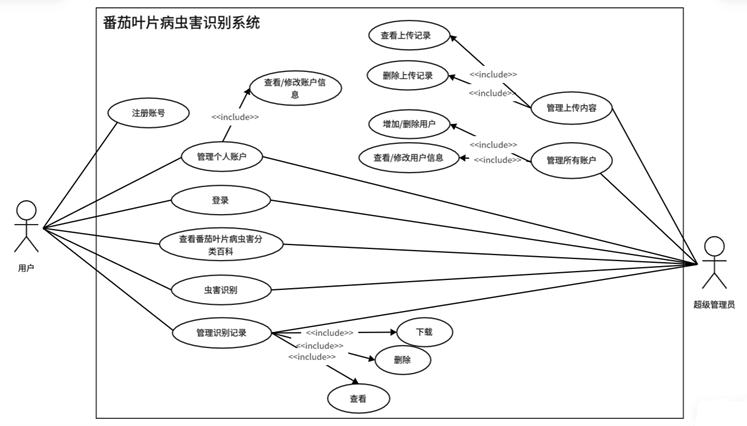 番茄叶片病虫害识别系统
查看上传记录
<<include>>
删除上传记录
<<include>>
查看/修改账户信
息
<<include>>
管理上传内容
注册账号
增加/删除用户
<<include>>
管理个人账户
查看/修改用户信息
<<include>>
管理所有账户
登录
查看番茄叶片病虫害分
类百科
用户
虫害识别
超级管理员
管理识别记录
<<include>>
下载
<<include>>
<<include>>
删除
查看